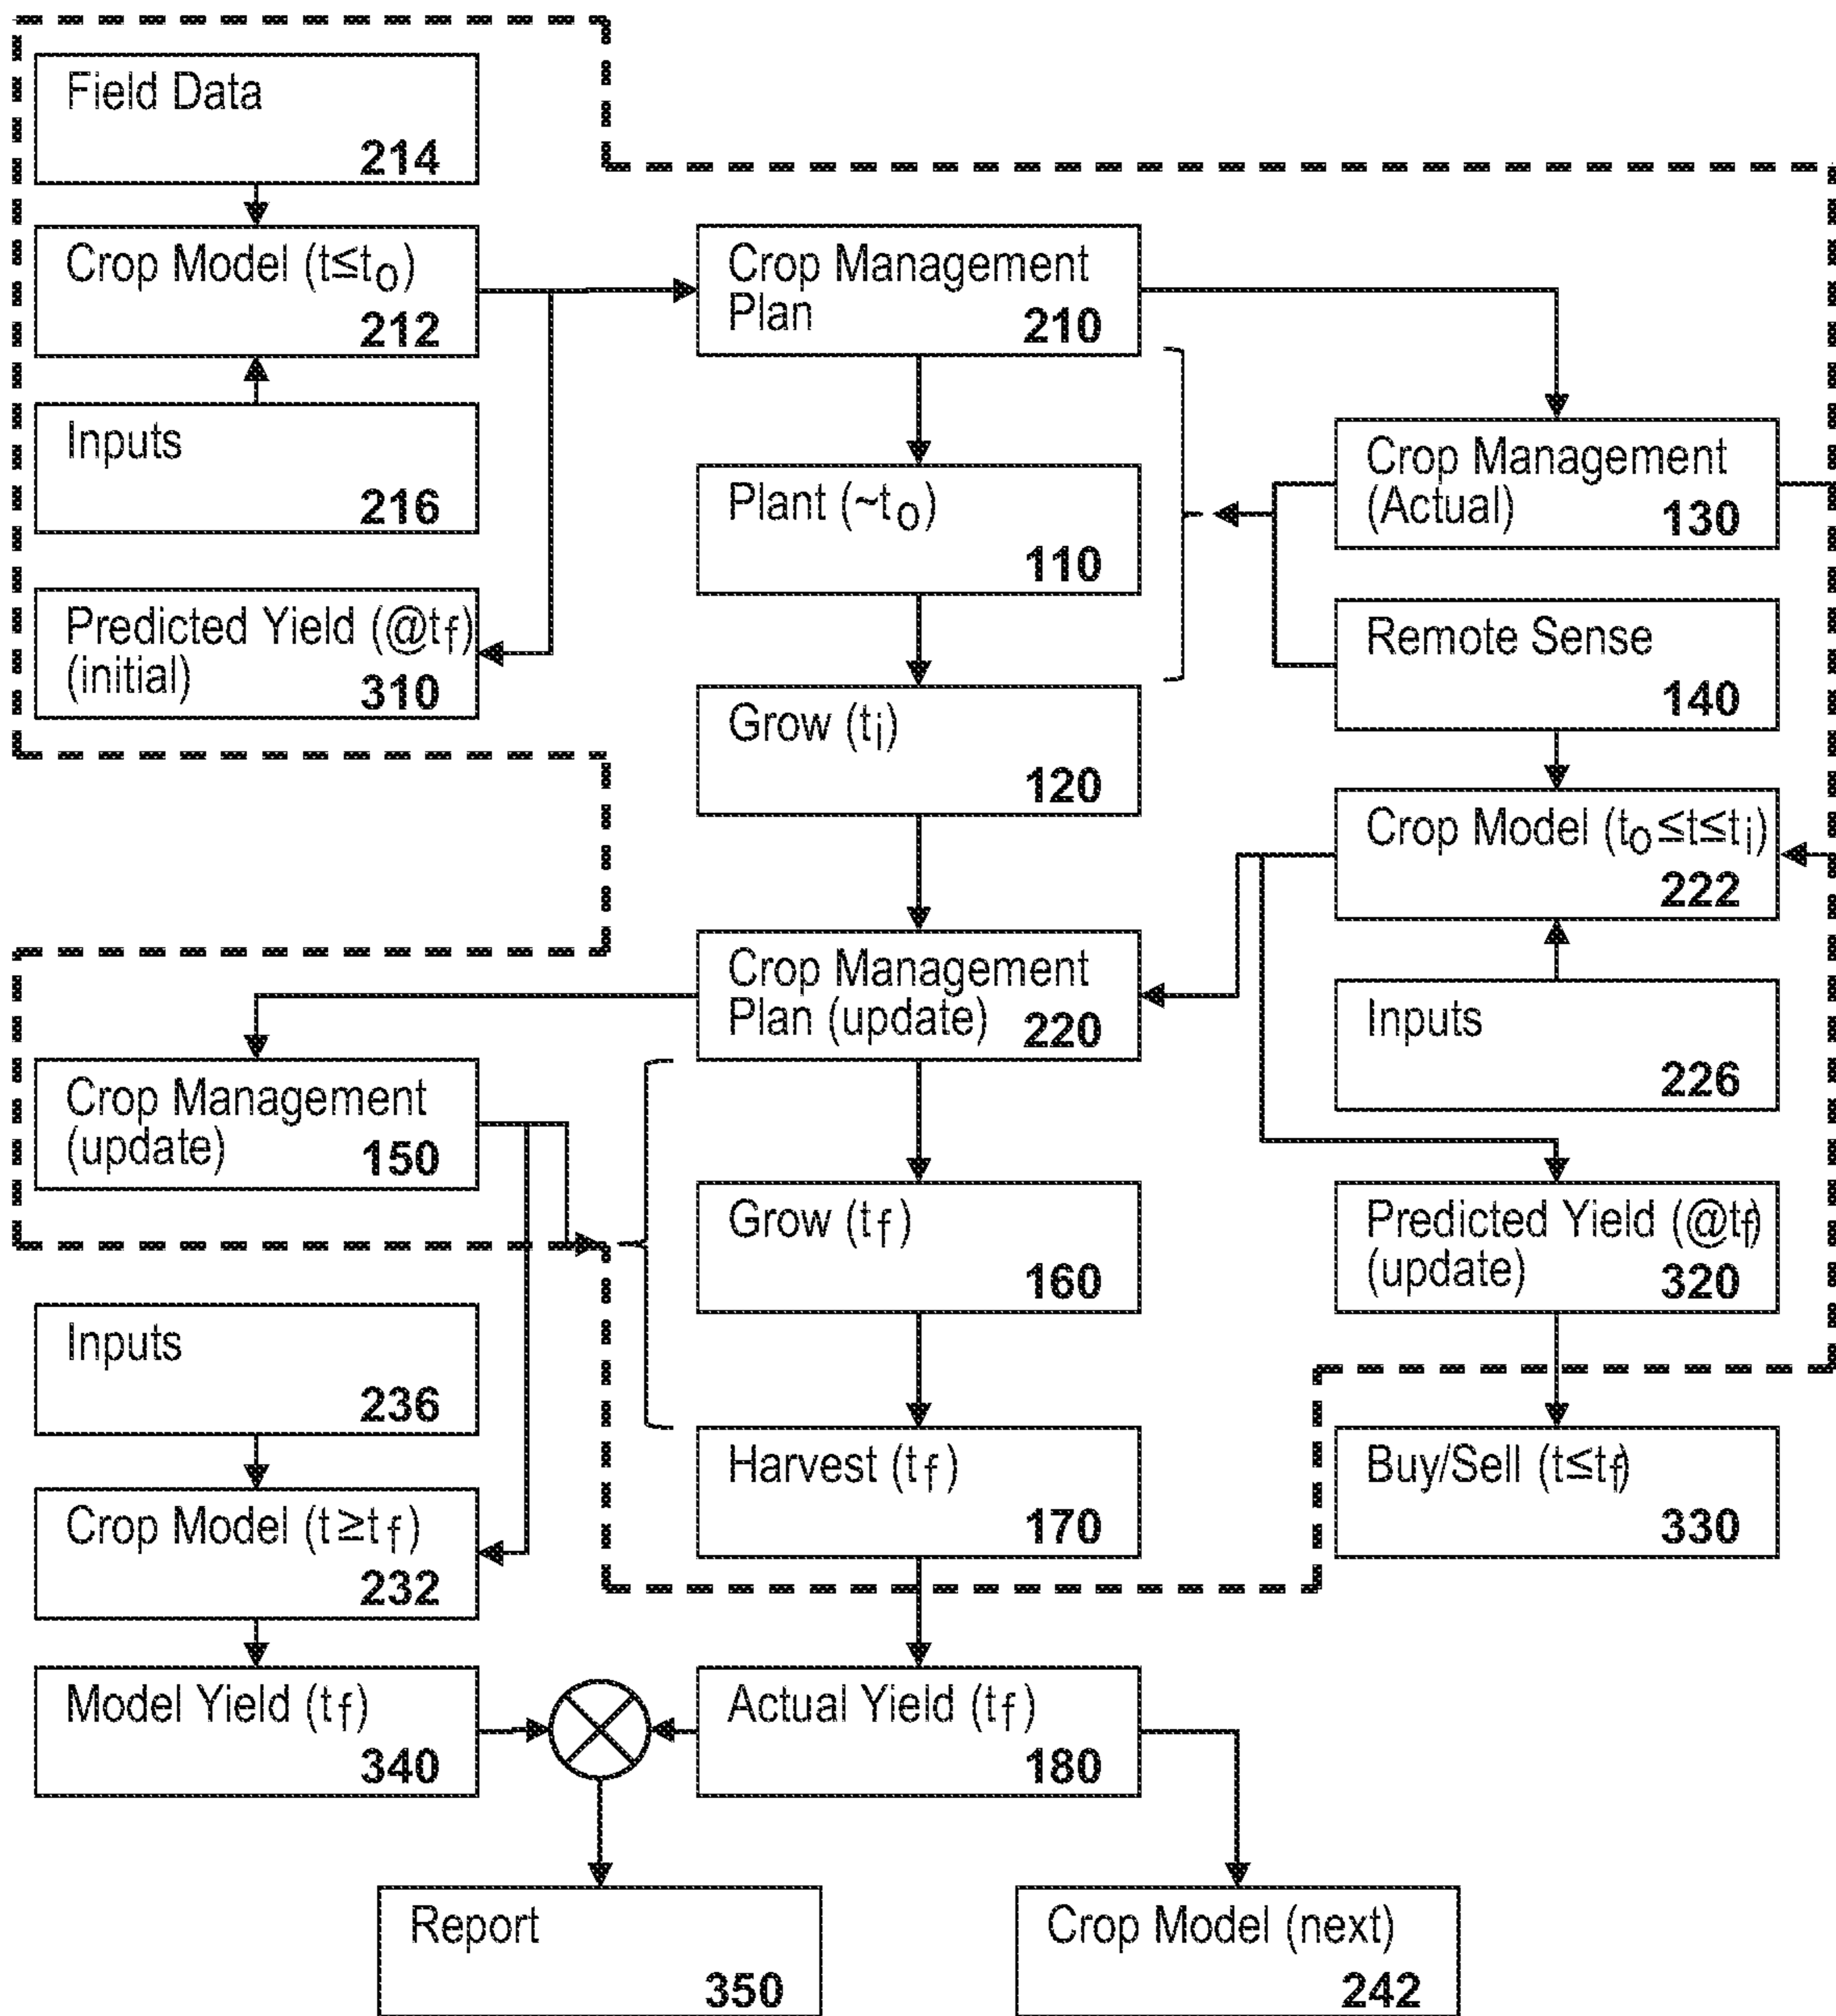 Field Data
214
Crop Model (t≤to)
212
Inputs
216
Predicted Yield (@tf)
(initial)
310
Crop Management
Plan
210
Plant (~to)
110
Grow (ti)
120
Crop Management
(Actual)
130
Remote Sense
140
Crop Model (to≤t≤ti)
222
Inputs
226
Crop Management
Plan (update)
220
Crop Management
(update)
150
Grow (tf)
160
Predicted Yield (@tf)
(update)
320
Inputs
236
Harvest (tf)
170
Buy/Sell (t≤tf)
330
Crop Model (t≥tf)
232
Model Yield (tf)
340
Actual Yield (tf)
180
Report
350
Crop Model (next)
242